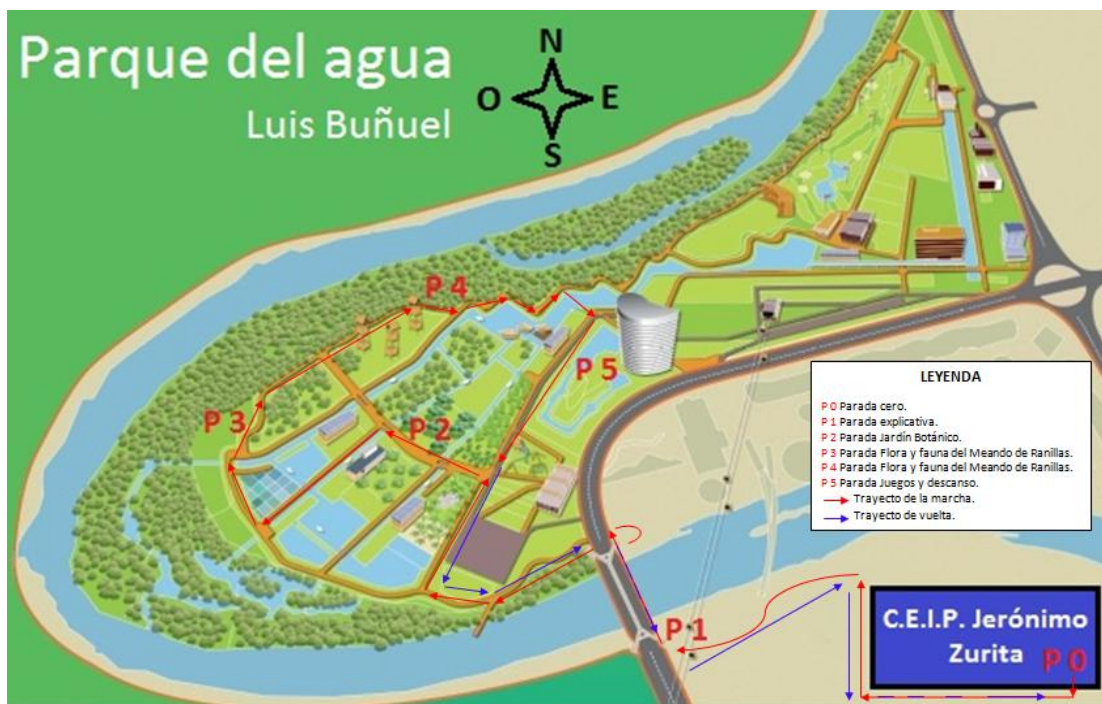 Parque del agua
Luis Buñuel
N
O
E
S
P 4
P 3
P 5
P 2
LEYENDA
P 0 Parada cero.
P 1 Parada explicativa.
P 2 Parada Jardín Botánico.
P 3 Parada Flora y fauna del Meando de Ranillas.
P 4 Parada Flora y fauna del Meando de Ranillas.
P 5 Parada Juegos y descanso.
Trayecto de la marcha.
Trayecto de vuelta.
P 1
C.E.I.P. Jerónimo
Zurita P 0